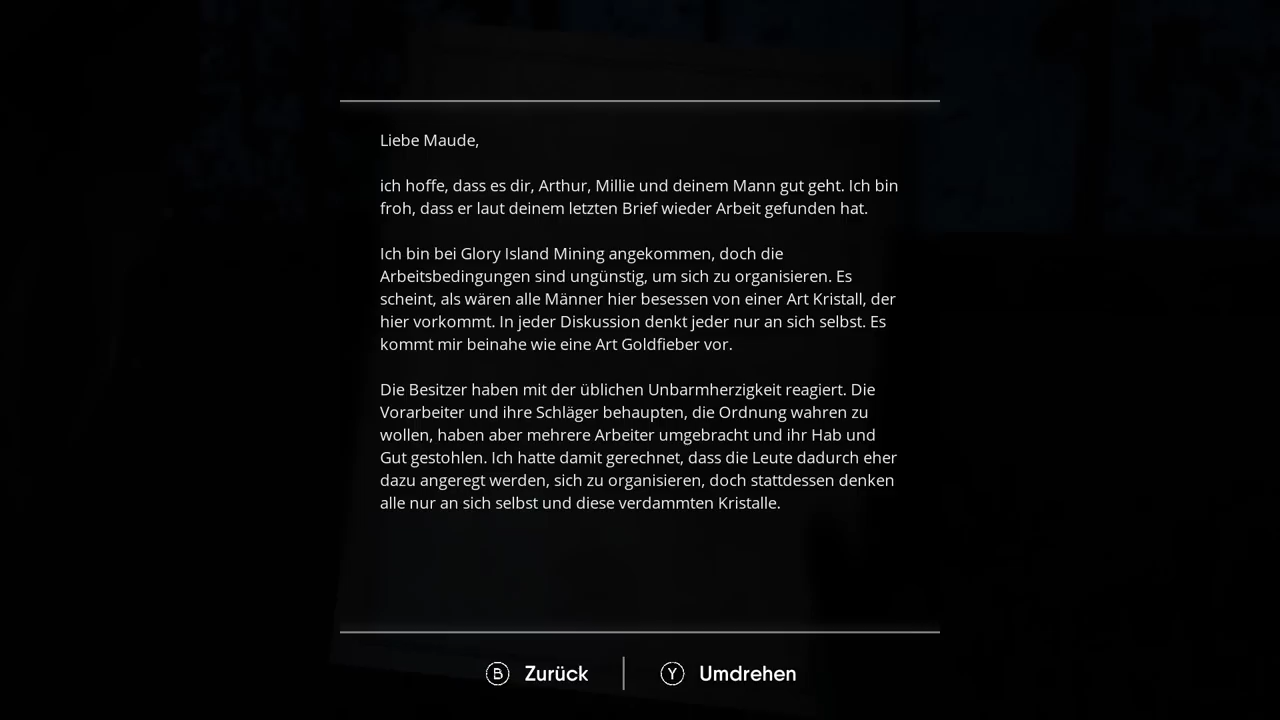 Liebe Maude,
ich hoffe, dass es dir, Arthur, Millie und deinem Mann gut geht. Ich bin
froh, dass er laut deinem letzten Brief wieder Arbeit gefunden hat.
Ich bin bei Glory Island Mining angekommen, doch die
Arbeitsbedingungen sind ungünstig, um sich zu organisieren. Es
scheint, als wären alle Männer hier besessen von einer Art Kristall, der
hier vorkommt. In jeder Diskussion denkt jeder nur an sich selbst. Es
kommt mir beinahe wie eine Art Goldfieber vor.
Die Besitzer haben mit der üblichen Unbarmherzigkeit reagiert. Die
Vorarbeiter und ihre Schläger behaupten, die Ordnung wahren zu
wollen, haben aber mehrere Arbeiter umgebracht und ihr Hab und
Gut gestohlen. Ich hatte damit gerechnet, dass die Leute dadurch eher
dazu angeregt werden, sich zu organisieren, doch stattdessen denken
alle nur an sich selbst und diese verdammten Kristalle.
B Zurück | Y Umdrehen